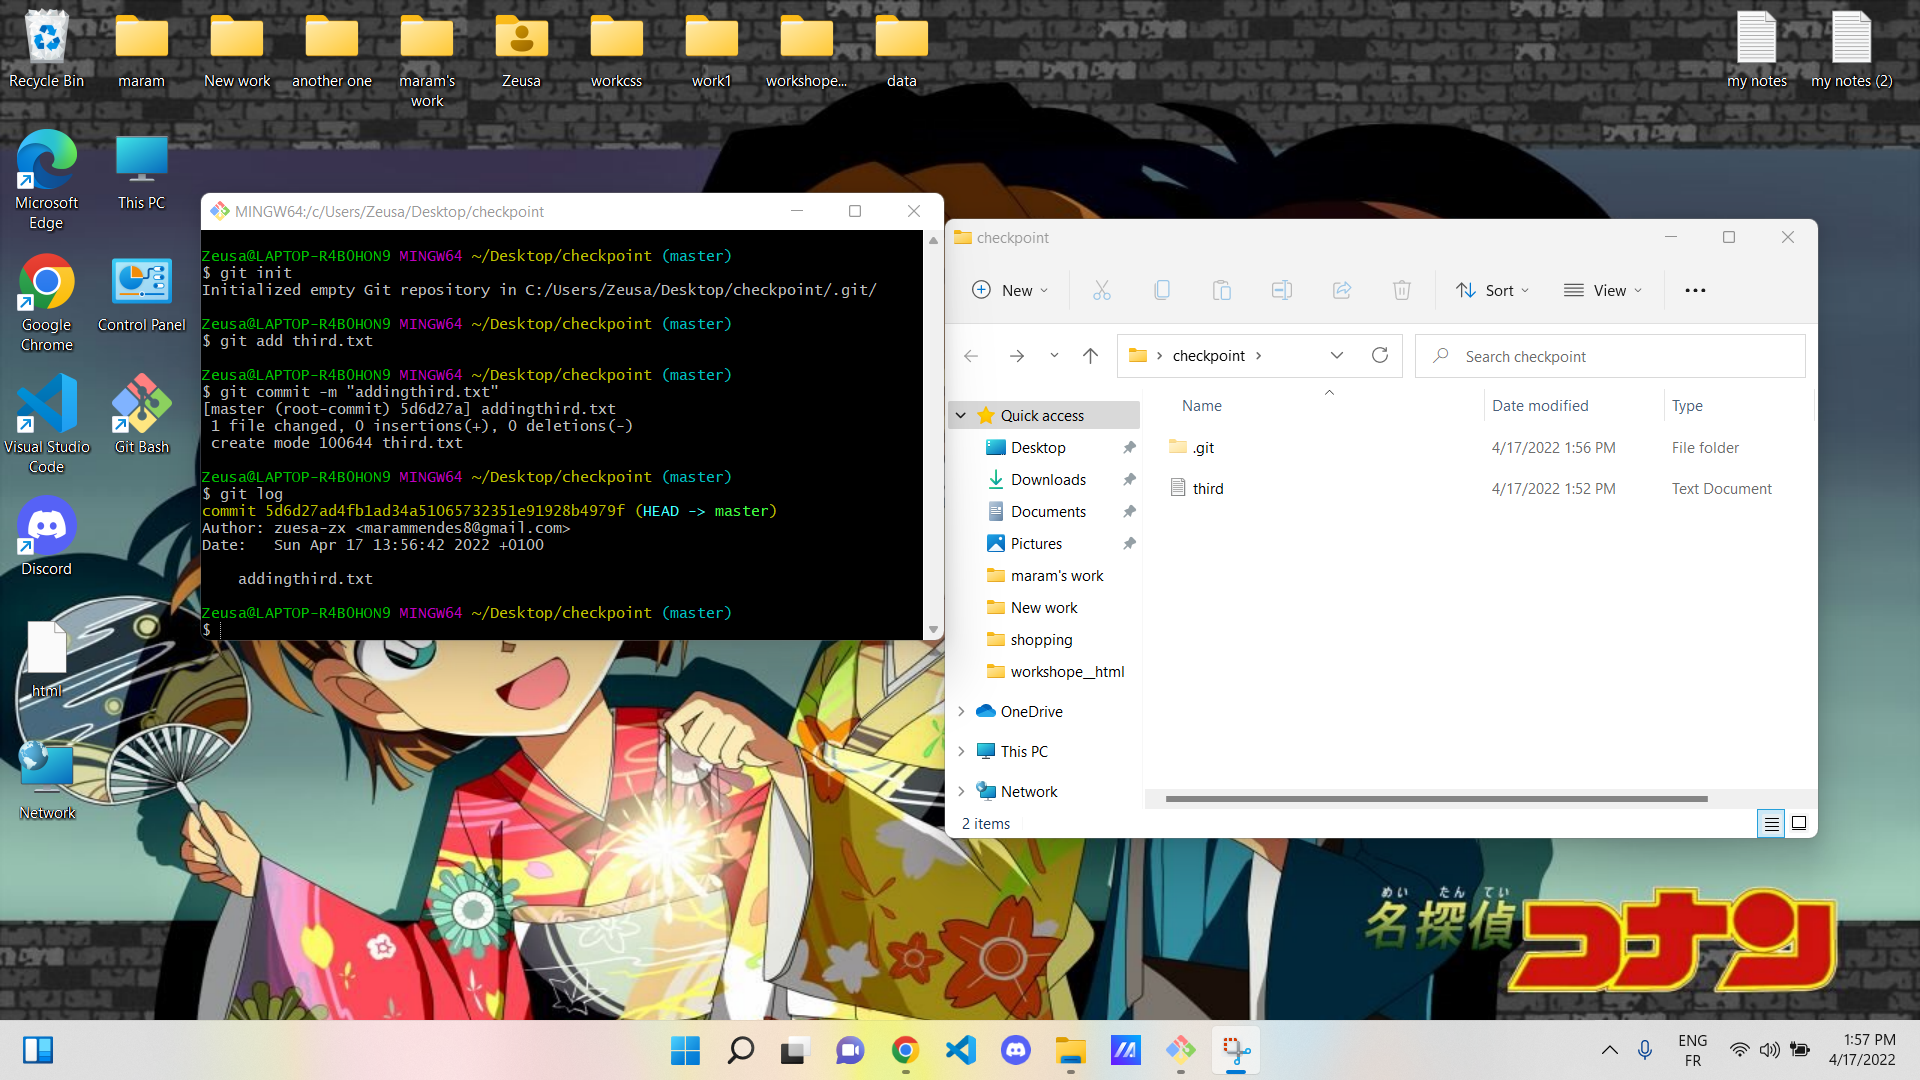 Recycle Bin
maram
New work
another one
maram's
work
Zeusa
workcss
work1
workshope...
data
my notes
my notes (2)
Microsoft
Edge
This PC
Google
Chrome
Control Panel
Visual Studio
Code
Git Bash
Discord
html
Network
MINGW64:/c/Users/Zeusa/Desktop/checkpoint
Zeusa@LAPTOP-R4B0HON9 MINGW64 ~/Desktop/checkpoint (master)
$ git init
Initialized empty Git repository in C:/Users/Zeusa/Desktop/checkpoint/.git/
Zeusa@LAPTOP-R4B0HON9 MINGW64 ~/Desktop/checkpoint (master)
$ git add third.txt
Zeusa@LAPTOP-R4B0HON9 MINGW64 ~/Desktop/checkpoint (master)
$ git commit -m "addingthird.txt"
[master (root-commit) 5d6d27a] addingthird.txt
1 file changed, 0 insertions(+), 0 deletions(-)
create mode 100644 third.txt
Zeusa@LAPTOP-R4B0HON9 MINGW64 ~/Desktop/checkpoint (master)
$ git log
commit 5d6d27ad4fb1ad34a51065732351e91928b4979f (HEAD -> master)
Author: zuesa-zx <marammendes8@gmail.com>
Date:   Sun Apr 17 13:56:42 2022 +0100
addingthird.txt
Zeusa@LAPTOP-R4B0HON9 MINGW64 ~/Desktop/checkpoint (master)
$
checkpoint
New
Sort
View
checkpoint
Search checkpoint
Name
Date modified
Type
.git
4/17/2022 1:56 PM
File folder
third
4/17/2022 1:52 PM
Text Document
Quick access
Desktop
Downloads
Documents
Pictures
maram's work
New work
shopping
workshope__html
OneDrive
This PC
Network
2 items
めい たん てい
名探偵コナン
ENG
FR
1:57 PM
4/17/2022